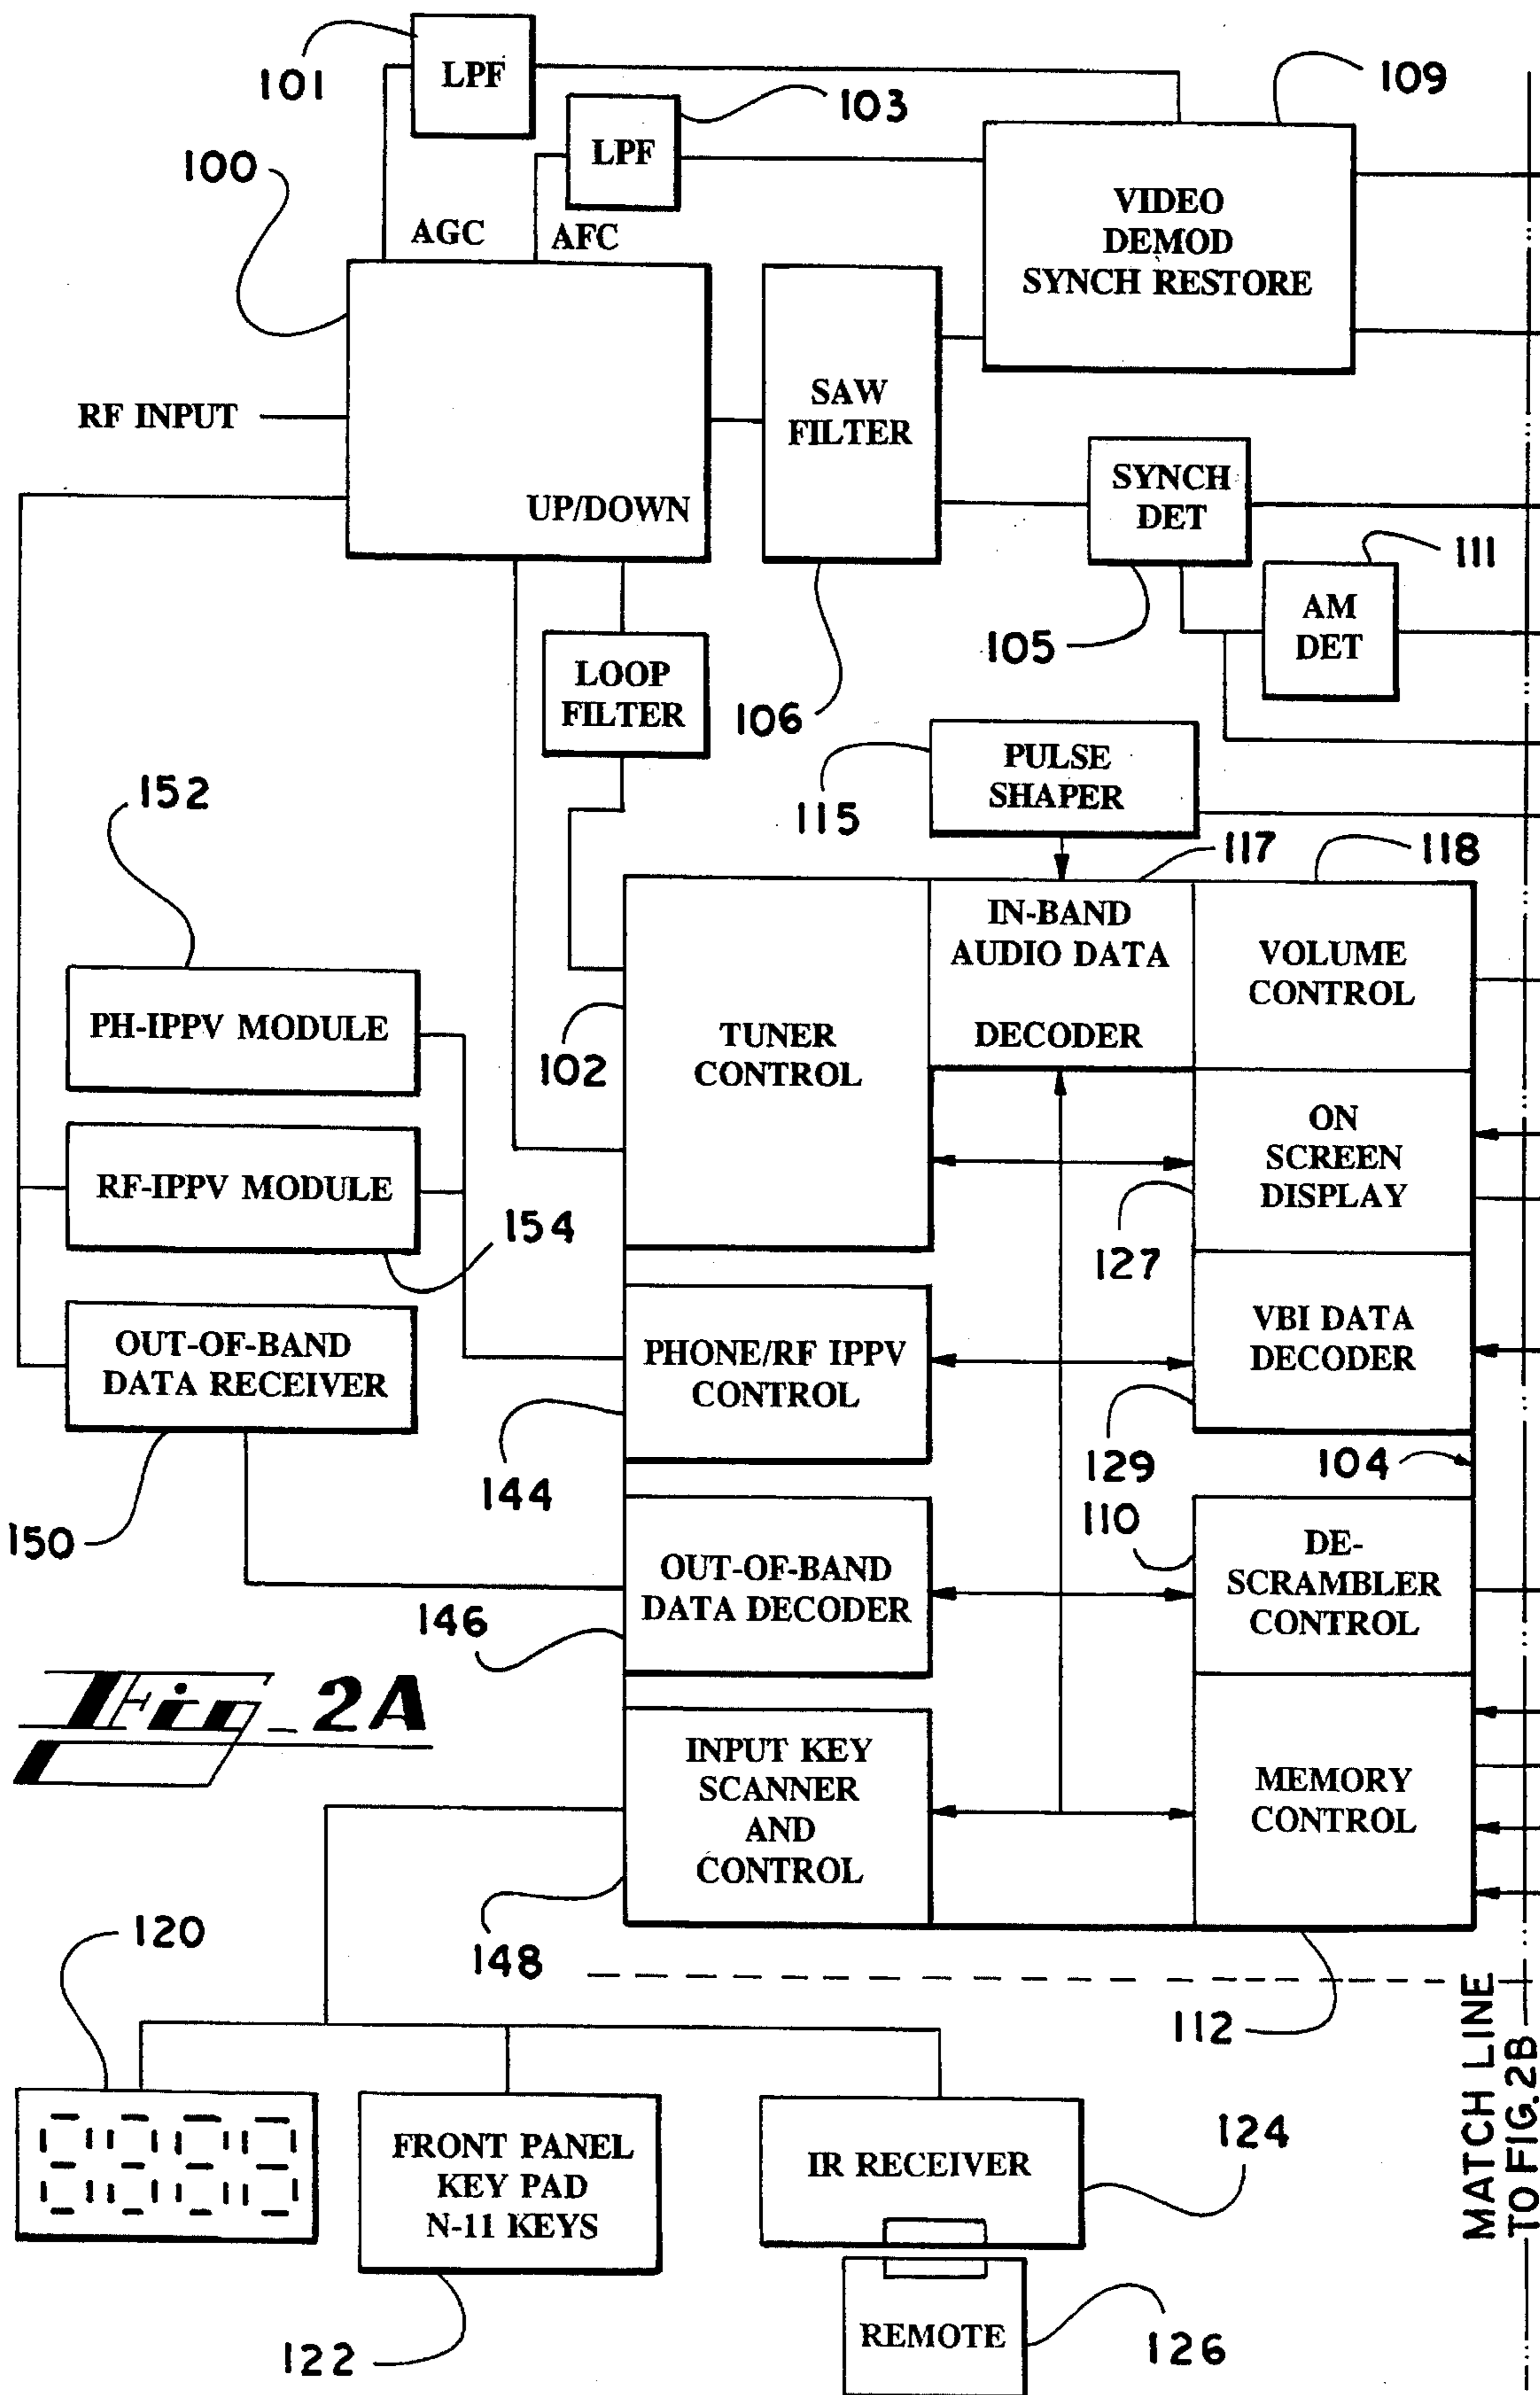 101
LPF
109
103
LPF
100
VIDEO
DEMOD
SYNCH RESTORE
AGC
AFC
RF INPUT
SAW
FILTER
UP/DOWN
SYNCH
DET
111
AM
DET
105
LOOP
FILTER
106
PULSE
SHAPER
152
115
117
118
IN-BAND
AUDIO DATA
DECODER
VOLUME
CONTROL
PH-IPPV MODULE
TUNER
CONTROL
102
ON
SCREEN
DISPLAY
RF-IPPV MODULE
154
127
OUT-OF-BAND
DATA RECEIVER
PHONE/RF IPPV
CONTROL
VBI DATA
DECODER
144
129
104
150
110
OUT-OF-BAND
DATA DECODER
DE-
SCRAMBLER
CONTROL
146
Fig_2A
INPUT KEY
SCANNER
AND
CONTROL
MEMORY
CONTROL
120
148
112
MATCH LINE
TO FIG.2B
FRONT PANEL
KEY PAD
N-11 KEYS
IR RECEIVER
124
122
REMOTE
126